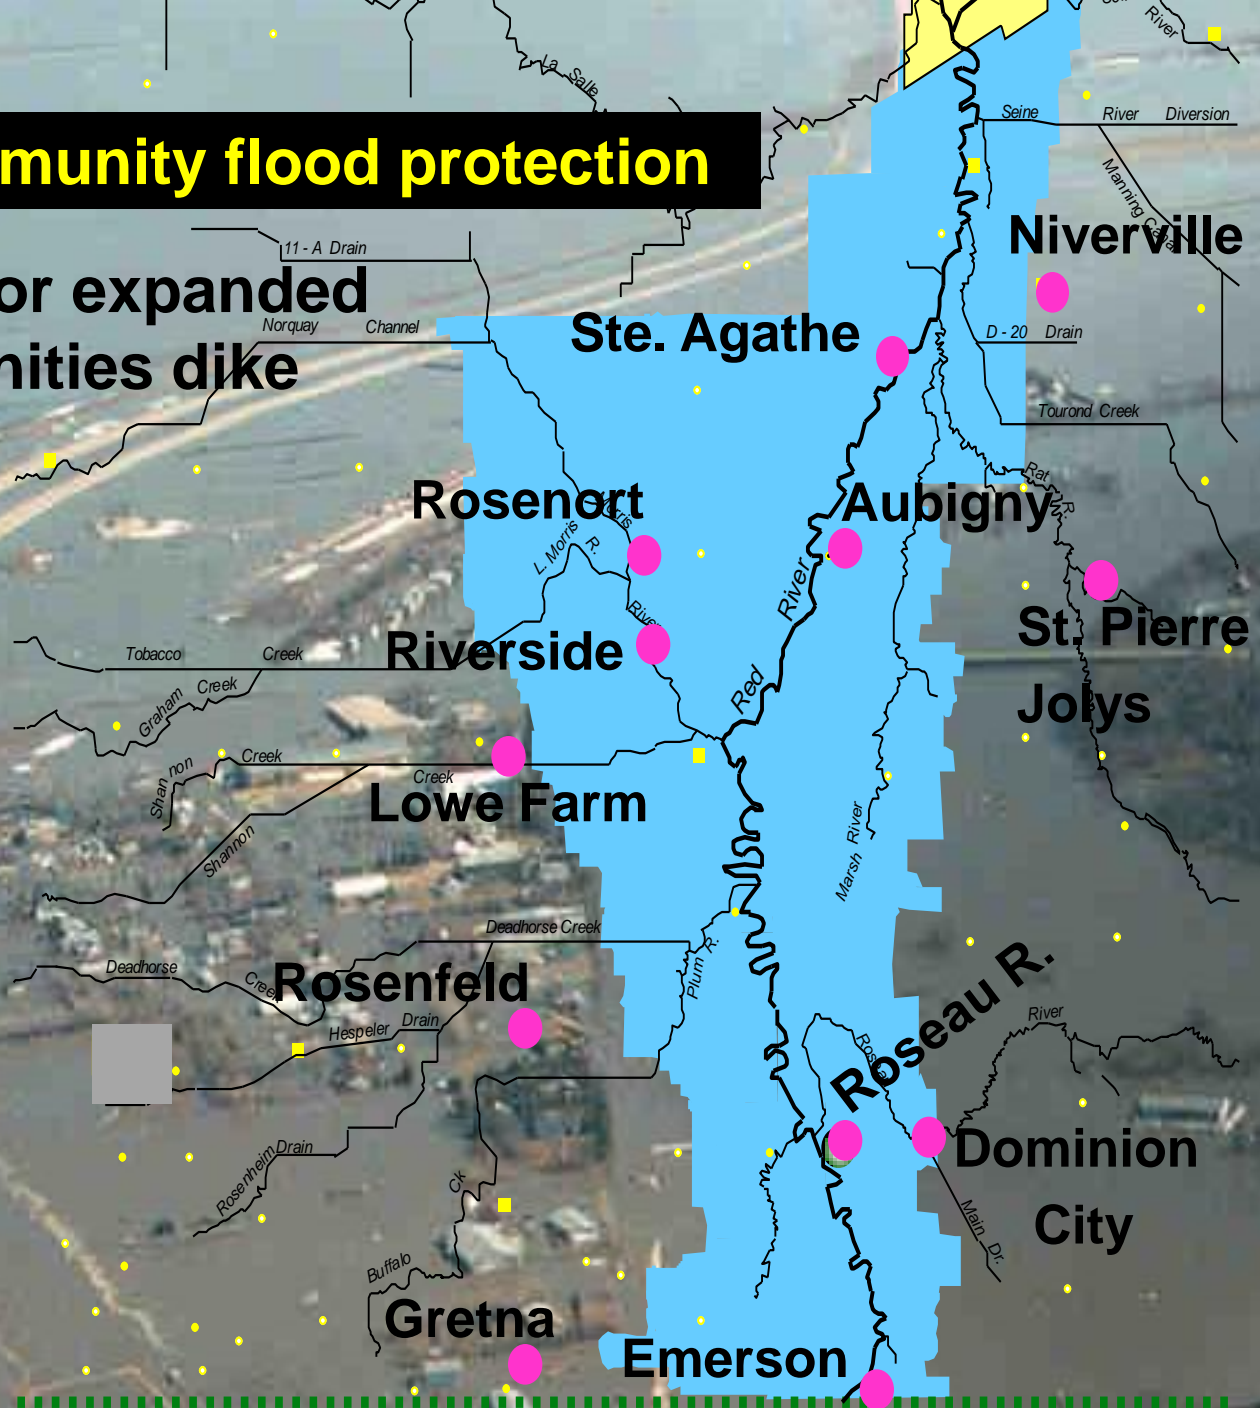 River
La Salle
Seine River Diversion
munity flood protection
Manning Canal
Niverville
11 - A Drain
or expanded
Norquay Channel
Ste. Agathe
D - 20 Drain
nities dike
Tourond Creek
Rat R.
Rosenort
Aubigny
Morris
L. Morris R.
River
River
Red
St. Pierre
Jolys
Riverside
Tobacco Creek
Graham Creek
Creek
Shannon
Creek
Lowe Farm
Shannon
Marsh River
Deadhorse Creek
Plum R.
Deadhorse
Creek
Rosenfeld
Roseau R.
River
Hespeler Drain
Dominion
City
Rosenheim Drain
Main Dr.
Ck
Buffalo
Gretna
Emerson